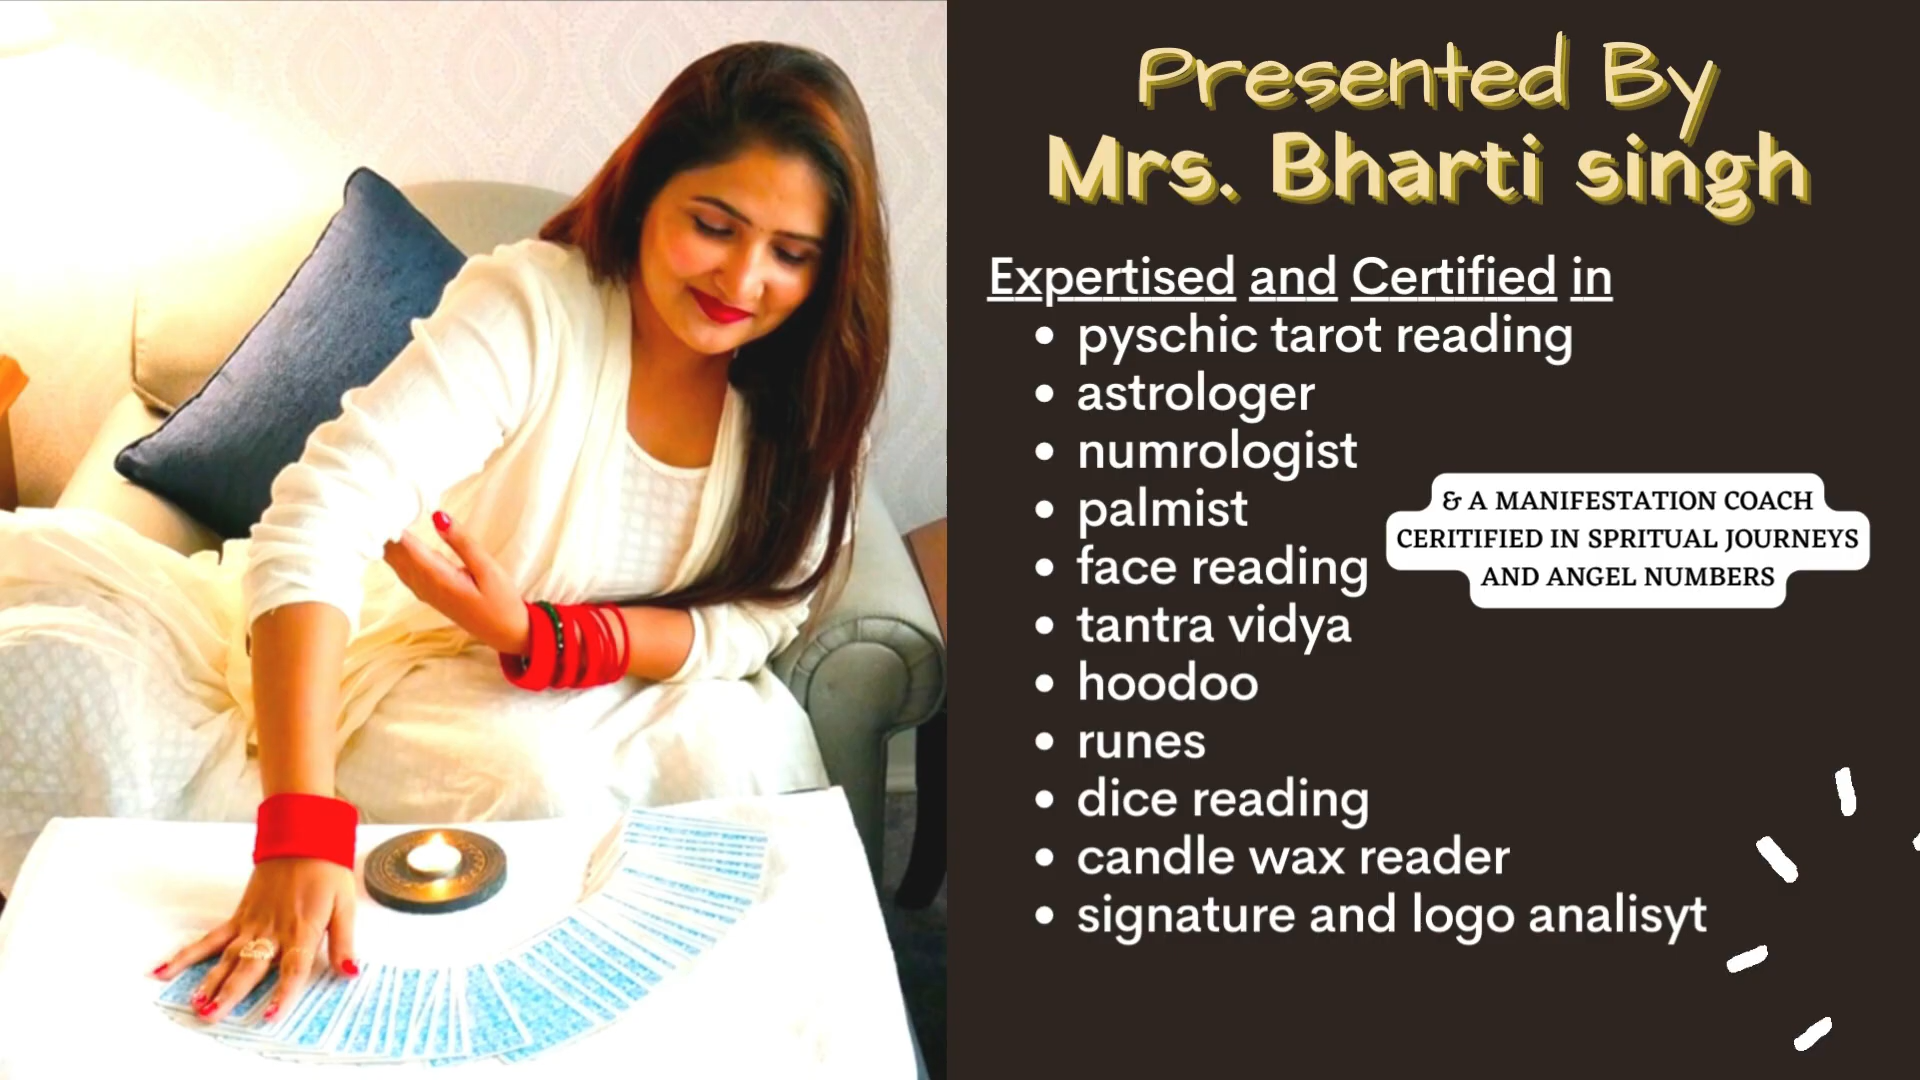 Presented By
Mrs. Bharti singh
Expertised and Certified in
• pyschic tarot reading
• astrologer
• numrologist
• palmist
• face reading
• tantra vidya
• hoodoo
• runes
• dice reading
• candle wax reader
• signature and logo analisyt
& A MANIFESTATION COACH
CERITIFIED IN SPRITUAL JOURNEYS
AND ANGEL NUMBERS